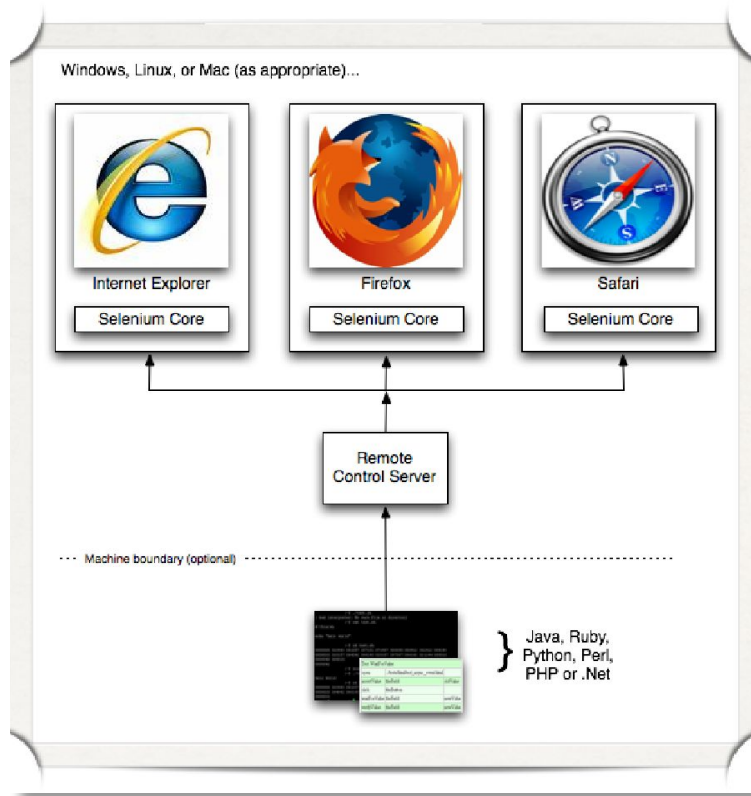 Windows, Linux, or Mac (as appropriate)...
Internet Explorer
Firefox
Safari
Selenium Core
Selenium Core
Selenium Core
Remote
Control Server
Machine boundary (optional)
Java, Ruby,
Python, Perl,
PHP or .Net